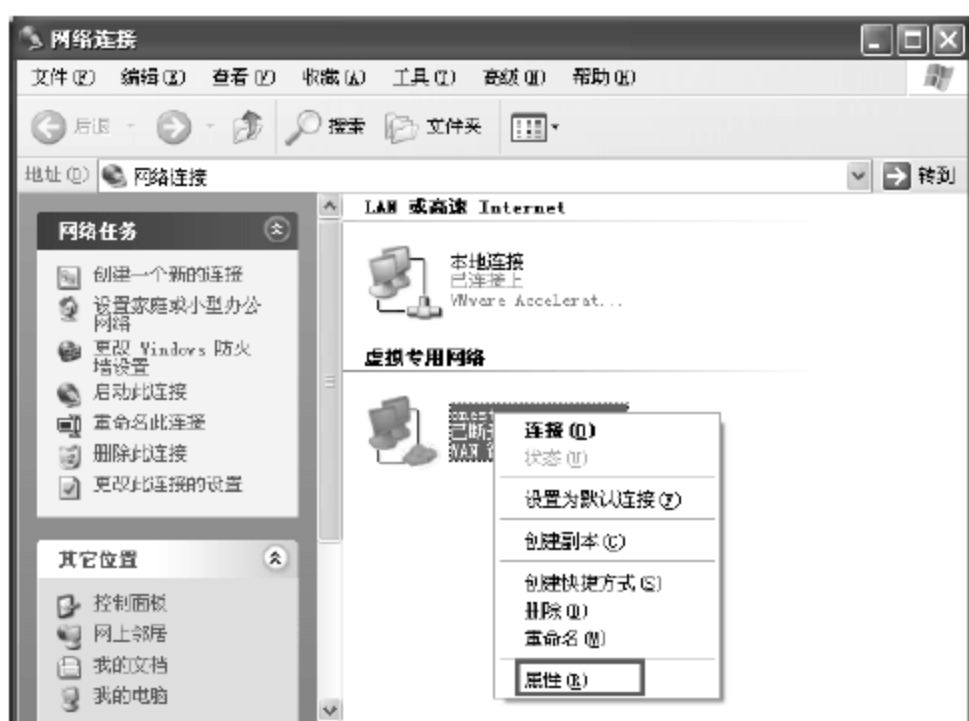 网络连接
文件(F) 编辑(E) 查看(V) 收藏(A) 工具(T) 高级(N) 帮助(H)
后退 搜索 文件夹
地址(D) 网络连接 转到
网络任务
创建一个新的连接
设置家庭或小型办公
网络
更改 Windows 防火
墙设置
启动此连接
重命名此连接
删除此连接
更改此连接的设置
其它位置
控制面板
网上邻居
我的文档
我的电脑
LAN 或高速 Internet
本地连接
已连接上
VMware Accelerat...
虚拟专用网络
已断
WAN
连接(O)
状态(U)
设置为默认连接(F)
创建副本(C)
创建快捷方式(S)
删除(D)
重命名(M)
属性(R)